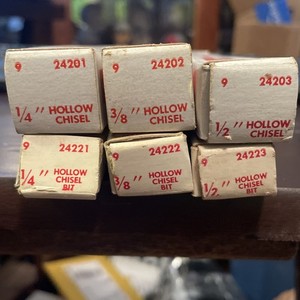 9 24201
1/4" HOLLOW
CHISEL
9 24202
3/8" HOLLOW
CHISEL
9 24203
1/2" HOLLOW
CHISEL
9 24221
1/4" HOLLOW
CHISEL
BIT
9 24222
3/8" HOLLOW
CHISEL
BIT
9 24223
1/2" HOLLOW
CHISEL
BIT